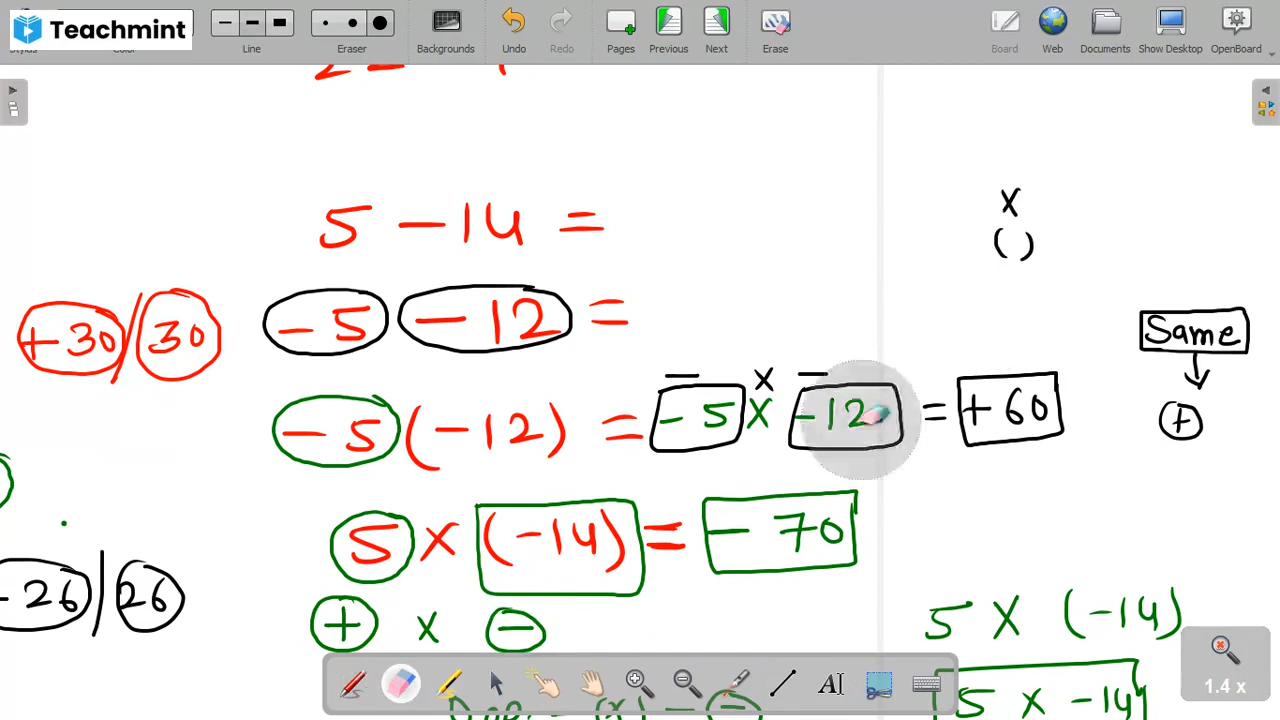 Teachmint
Line
Eraser
Backgrounds
Undo
Redo
Pages
Previous
Next
Erase
Board
Web
Documents
Show Desktop
OpenBoard
5 - 14 =
- 5 - 12 =
+ 30 / 30
- 5 (- 12) = - 5 x - 12 = + 60
- x -
x
( )
Same
+
5 x (-14) = - 70
- 26 | 26
+ x -
5 x (-14)
5 x -14
1.4 x